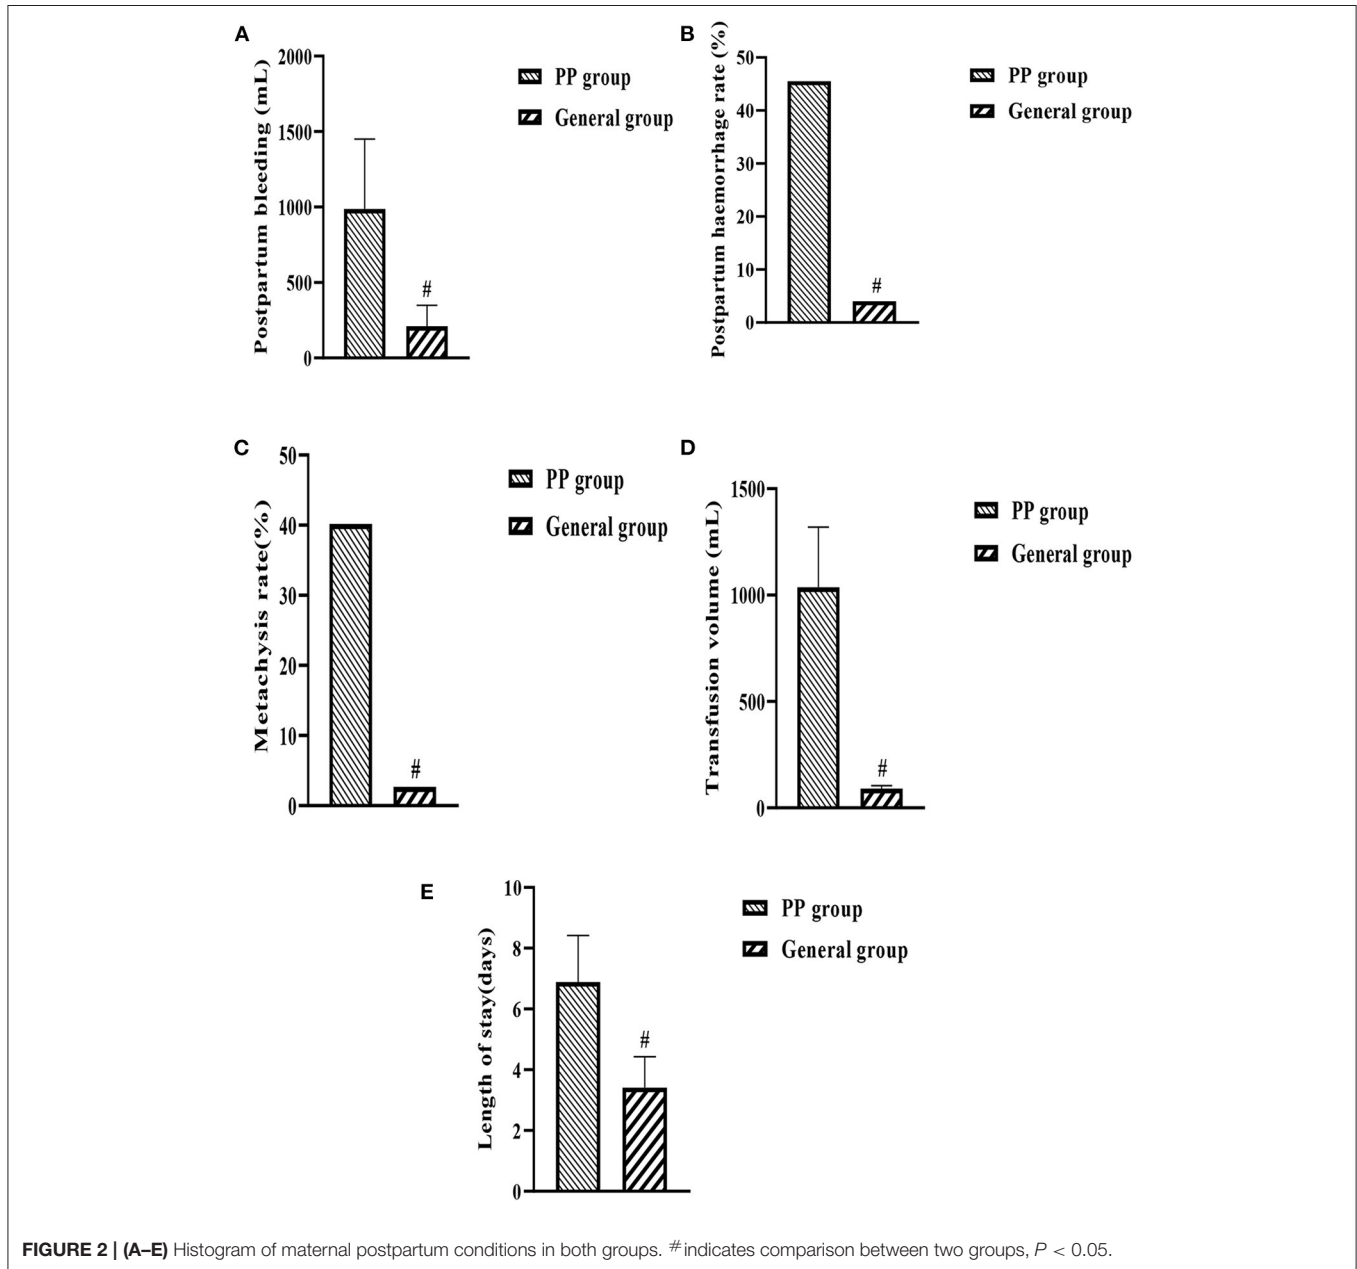 A
Postpartum bleeding (mL)
2000
1500
1000
500
0
#
PP group
General group
B
Postpartum haemorrhage rate (%)
50
40
30
20
10
0
#
PP group
General group
C
Metachysis rate(%)
50
40
30
20
10
0
#
PP group
General group
D
Transfusion volume (mL)
1500
1000
500
0
#
PP group
General group
E
Length of stay(days)
10
8
6
4
2
0
#
PP group
General group
FIGURE 2 | (A–E) Histogram of maternal postpartum conditions in both groups. #indicates comparison between two groups, P < 0.05.